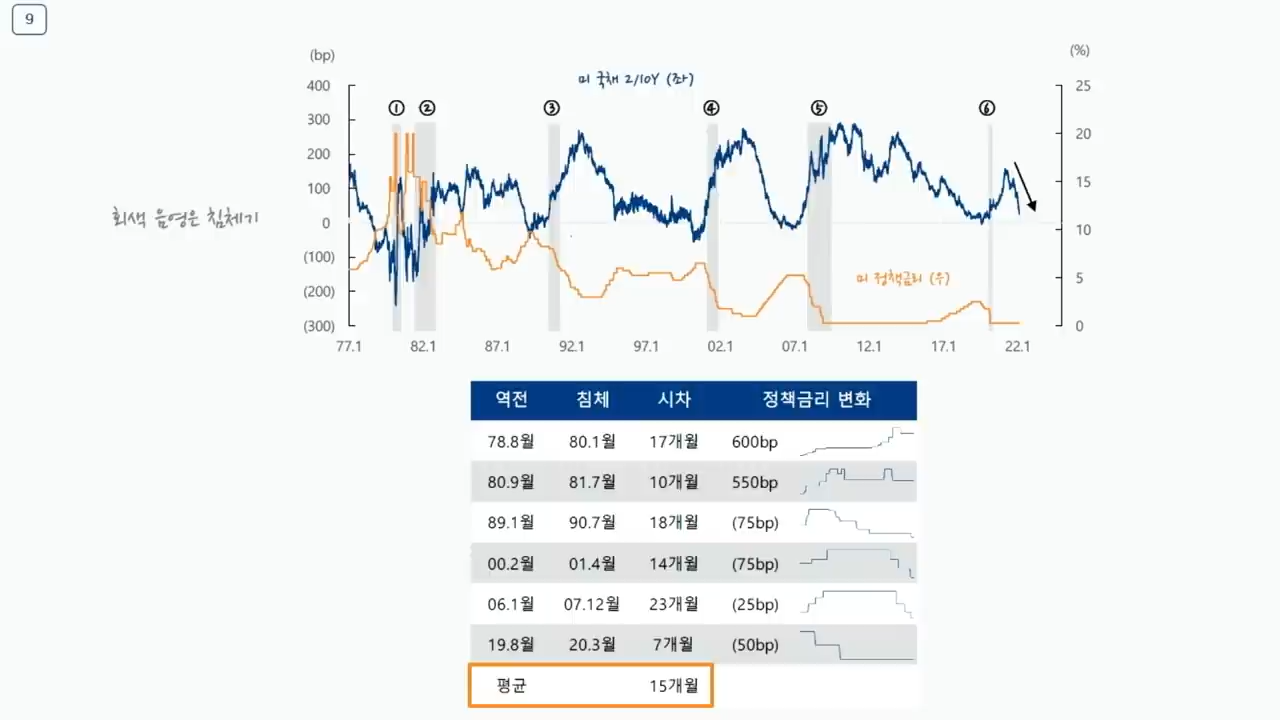 9
(bp)
(%)
미 국채 2/10Y (좌)
400
25
① ② ③ ④ ⑤ ⑥
300
20
200
15
100
회색 음영은 침체기
0
10
(100)
미 정책금리 (우)
5
(200)
(300)
0
77.1 82.1 87.1 92.1 97.1 02.1 07.1 12.1 17.1 22.1
역전 침체 시차 정책금리 변화
78.8월 80.1월 17개월 600bp
80.9월 81.7월 10개월 550bp
89.1월 90.7월 18개월 (75bp)
00.2월 01.4월 14개월 (75bp)
06.1월 07.12월 23개월 (25bp)
19.8월 20.3월 7개월 (50bp)
평균 15개월